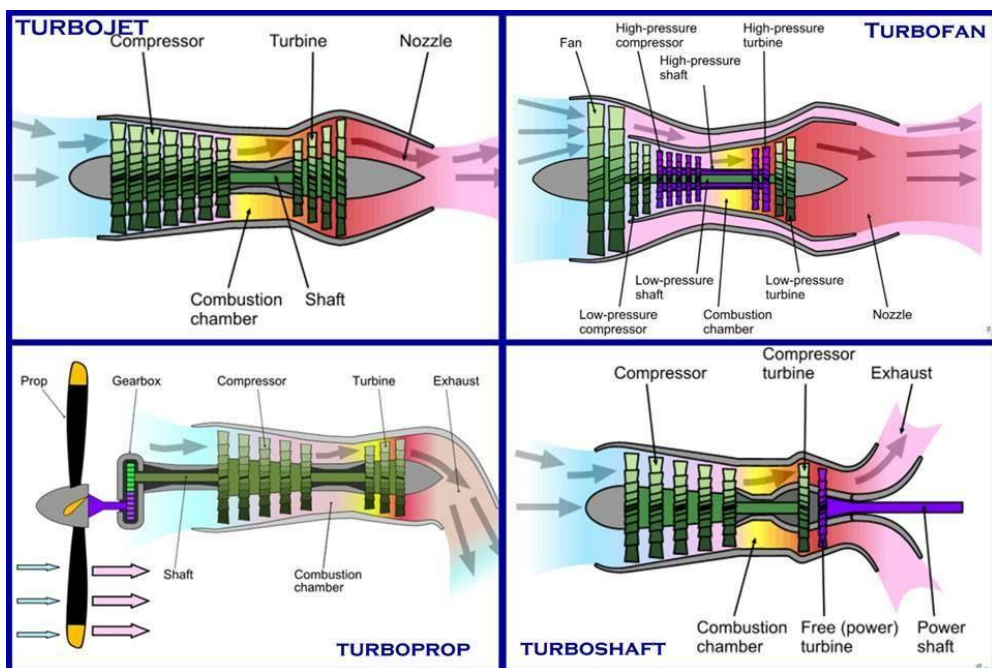 TURBOJET
Compressor
Turbine
Nozzle
Combustion
chamber
Shaft
TURBOFAN
Fan
High-pressure
compressor
High-pressure
shaft
High-pressure
turbine
Low-pressure
compressor
Low-pressure
shaft
Combustion
chamber
Low-pressure
turbine
Nozzle
Prop
Gearbox
Compressor
Turbine
Exhaust
Shaft
Combustion
chamber
TURBOPROP
Compressor
Compressor
turbine
Exhaust
Combustion
chamber
Free (power)
turbine
Power
shaft
TURBOSHAFT